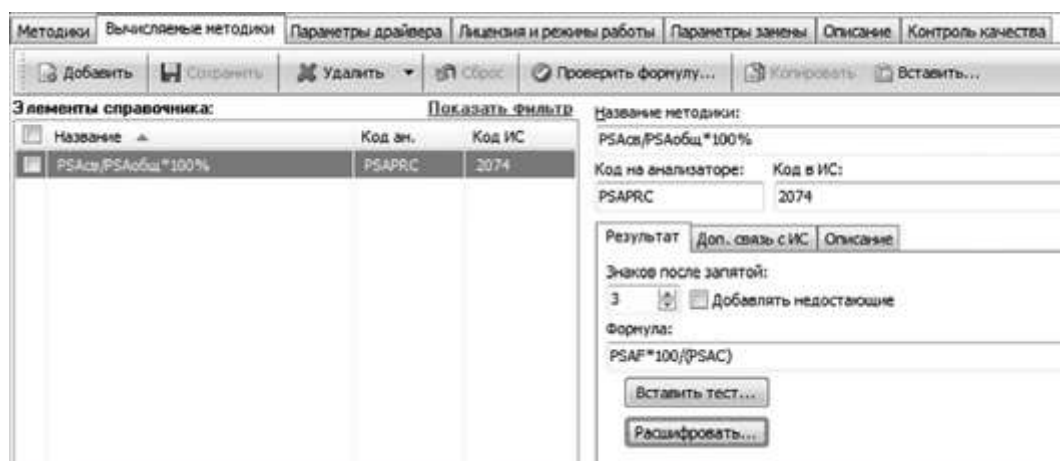 Методики Вычисляемые методики Параметры драйвера Лицензия и режимы работы Параметры замены Описание Контроль качества
Добавить Сохранить Удалить Сброс Проверить формулу... Копировать Вставить...
Элементы справочника: Показать фильтр
Название Код ан. Код ИС
PSAсв/PSAобщ*100% PSAPRC 2074
Название методики:
PSAсв/PSAобщ*100%
Код на анализаторе: Код в ИС:
PSAPRC 2074
Результат Доп. связь с ИС Описание
Знаков после запятой:
3 Добавлять недостающие
Формула:
PSAF*100/(PSAC)
Вставить тест...
Расшифровать...